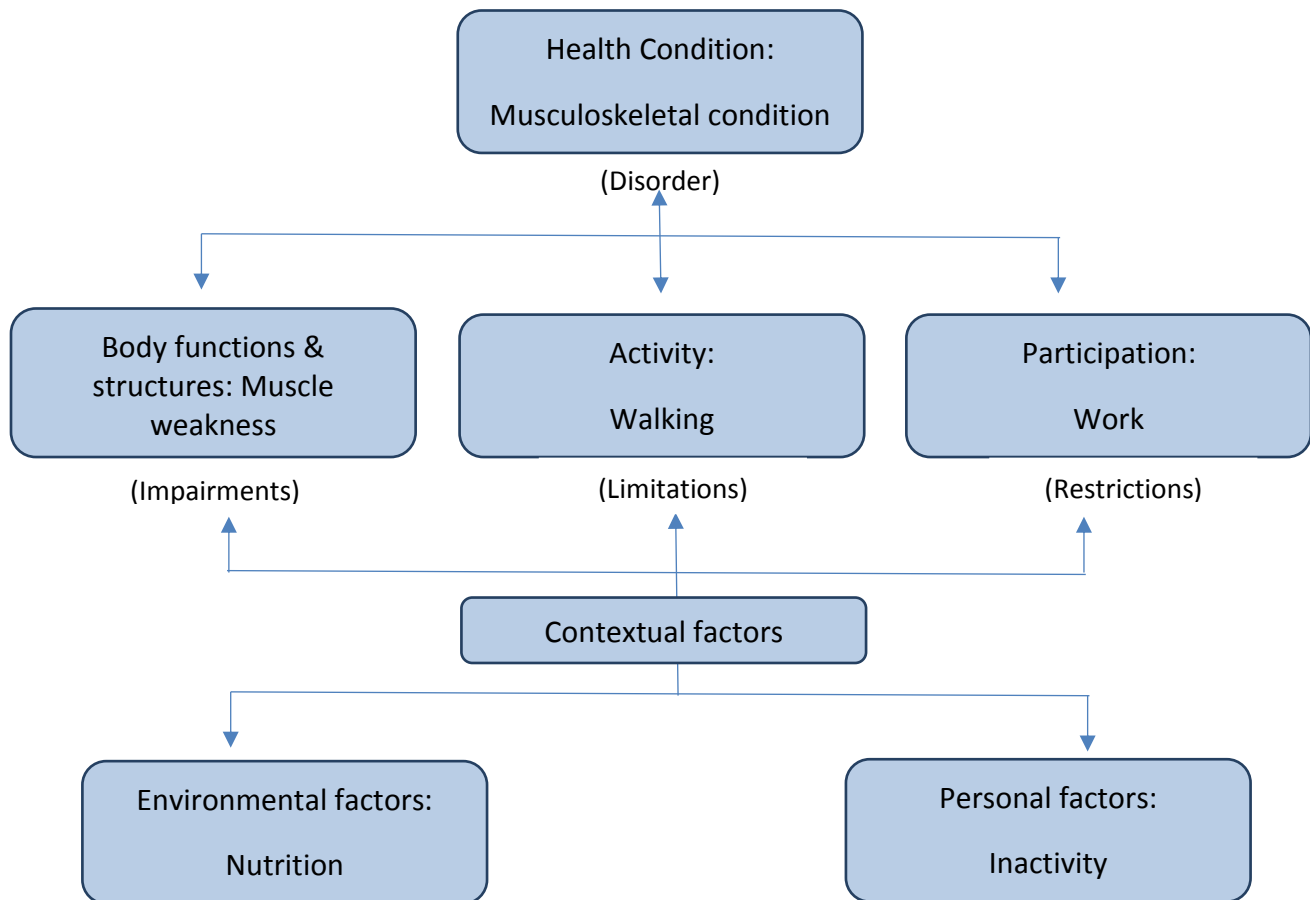 Health Condition:
Musculoskeletal condition
(Disorder)
Body functions &
structures: Muscle
weakness
(Impairments)
Activity:
Walking
(Limitations)
Participation:
Work
(Restrictions)
Contextual factors
Environmental factors:
Nutrition
Personal factors:
Inactivity